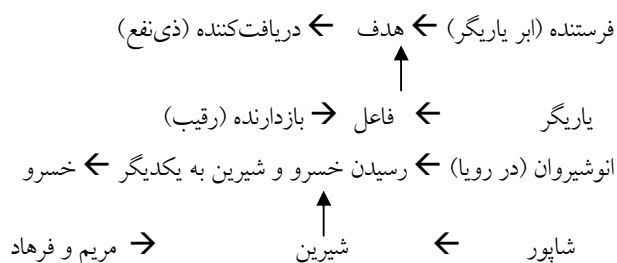 فرستنده (ابر یاریگر) ← هدف ← دریافت‌کننده (ذی‌نفع)
یاریگر ← فاعل → بازدارنده (رقیب)
انوشیروان (در رویا) ← رسیدن خسرو و شیرین به یکدیگر ← خسرو
شاپور ← شیرین → مریم و فرهاد